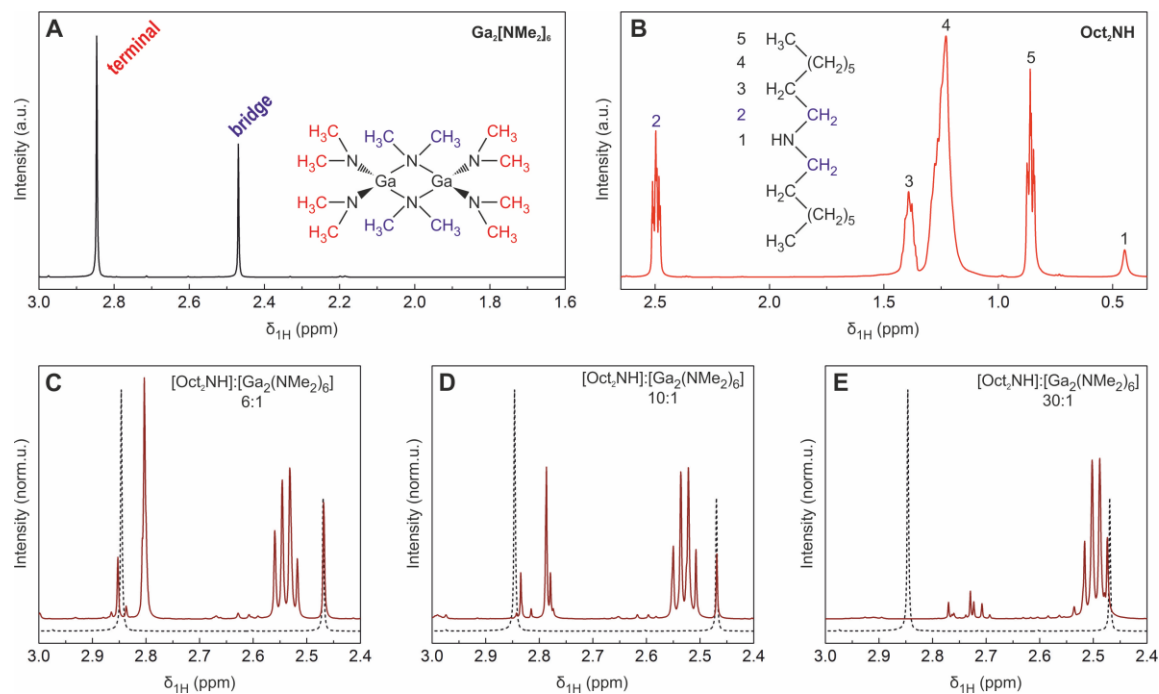 A
terminal
bridge
Ga₂[NMe₂]₆
H₃C CH₃ H₃C CH₃ H₃C CH₃
H₃C N N N CH₃
Ga Ga
H₃C N N N CH₃
H₃C CH₃ H₃C CH₃ H₃C CH₃
Intensity (a.u.)
3.0 2.8 2.6 2.4 2.2 2.0 1.8 1.6
δ₁H (ppm)
B
Oct₂NH
5 H₃C
4 (CH₂)₅
3 H₂C
2 CH₂
1 HN
CH₂
H₂C
(CH₂)₅
H₃C
2
3
4
5
1
Intensity (a.u.)
2.5 2.0 1.5 1.0 0.5
δ₁H (ppm)
C
[Oct₂NH]:[Ga₂(NMe₂)₆]
6:1
Intensity (norm.u.)
3.0 2.9 2.8 2.7 2.6 2.5 2.4
δ₁H (ppm)
D
[Oct₂NH]:[Ga₂(NMe₂)₆]
10:1
Intensity (norm.u.)
3.0 2.9 2.8 2.7 2.6 2.5 2.4
δ₁H (ppm)
E
[Oct₂NH]:[Ga₂(NMe₂)₆]
30:1
Intensity (norm.u.)
3.0 2.9 2.8 2.7 2.6 2.5 2.4
δ₁H (ppm)